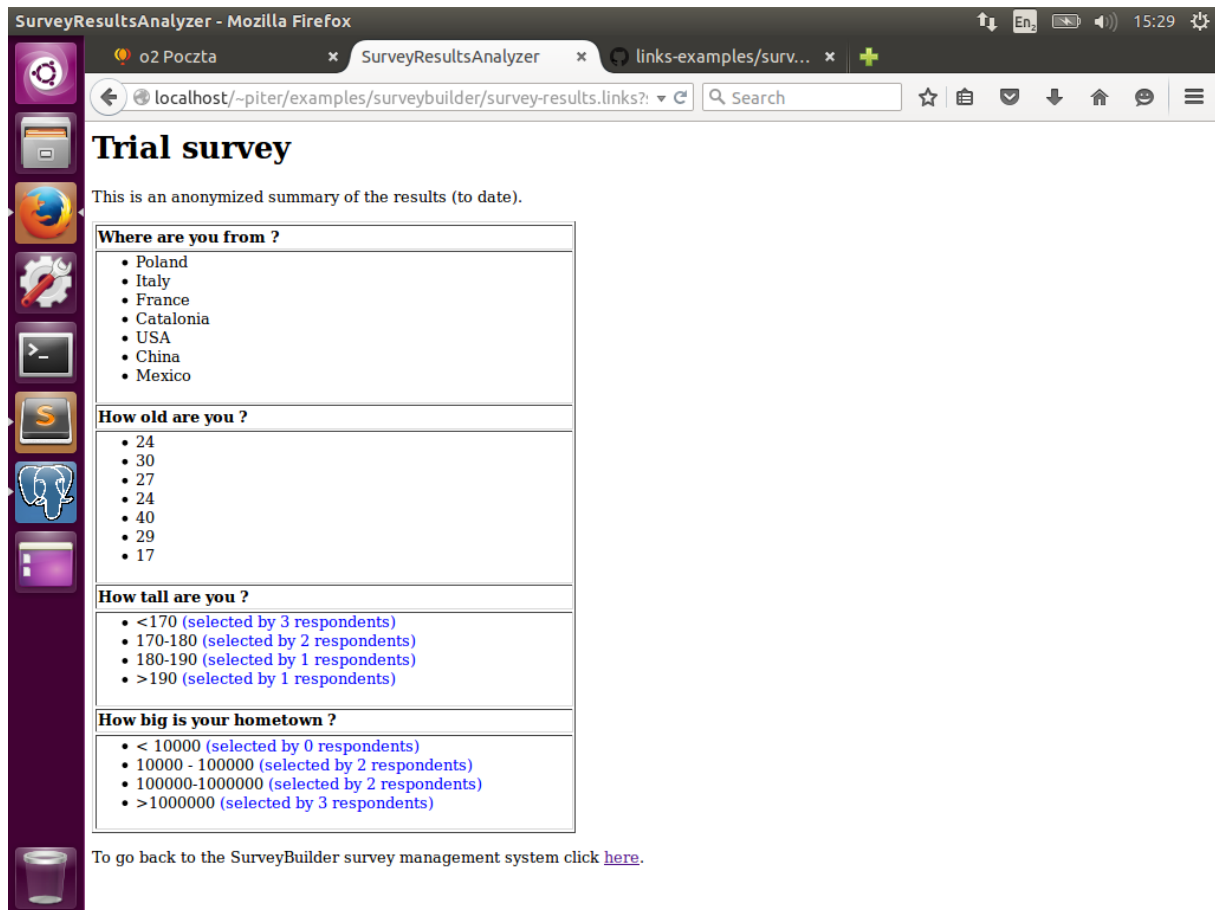 SurveyResultsAnalyzer - Mozilla Firefox
En2
15:29
o2 Poczta
SurveyResultsAnalyzer
links-examples/surv...
localhost/~piter/examples/surveybuilder/survey-results.links?
Search
Trial survey
This is an anonymized summary of the results (to date).
Where are you from ?
• Poland
• Italy
• France
• Catalonia
• USA
• China
• Mexico
How old are you ?
• 24
• 30
• 27
• 24
• 40
• 29
• 17
How tall are you ?
• <170 (selected by 3 respondents)
• 170-180 (selected by 2 respondents)
• 180-190 (selected by 1 respondents)
• >190 (selected by 1 respondents)
How big is your hometown ?
• < 10000 (selected by 0 respondents)
• 10000 - 100000 (selected by 2 respondents)
• 100000-1000000 (selected by 2 respondents)
• >1000000 (selected by 3 respondents)
To go back to the SurveyBuilder survey management system click here.